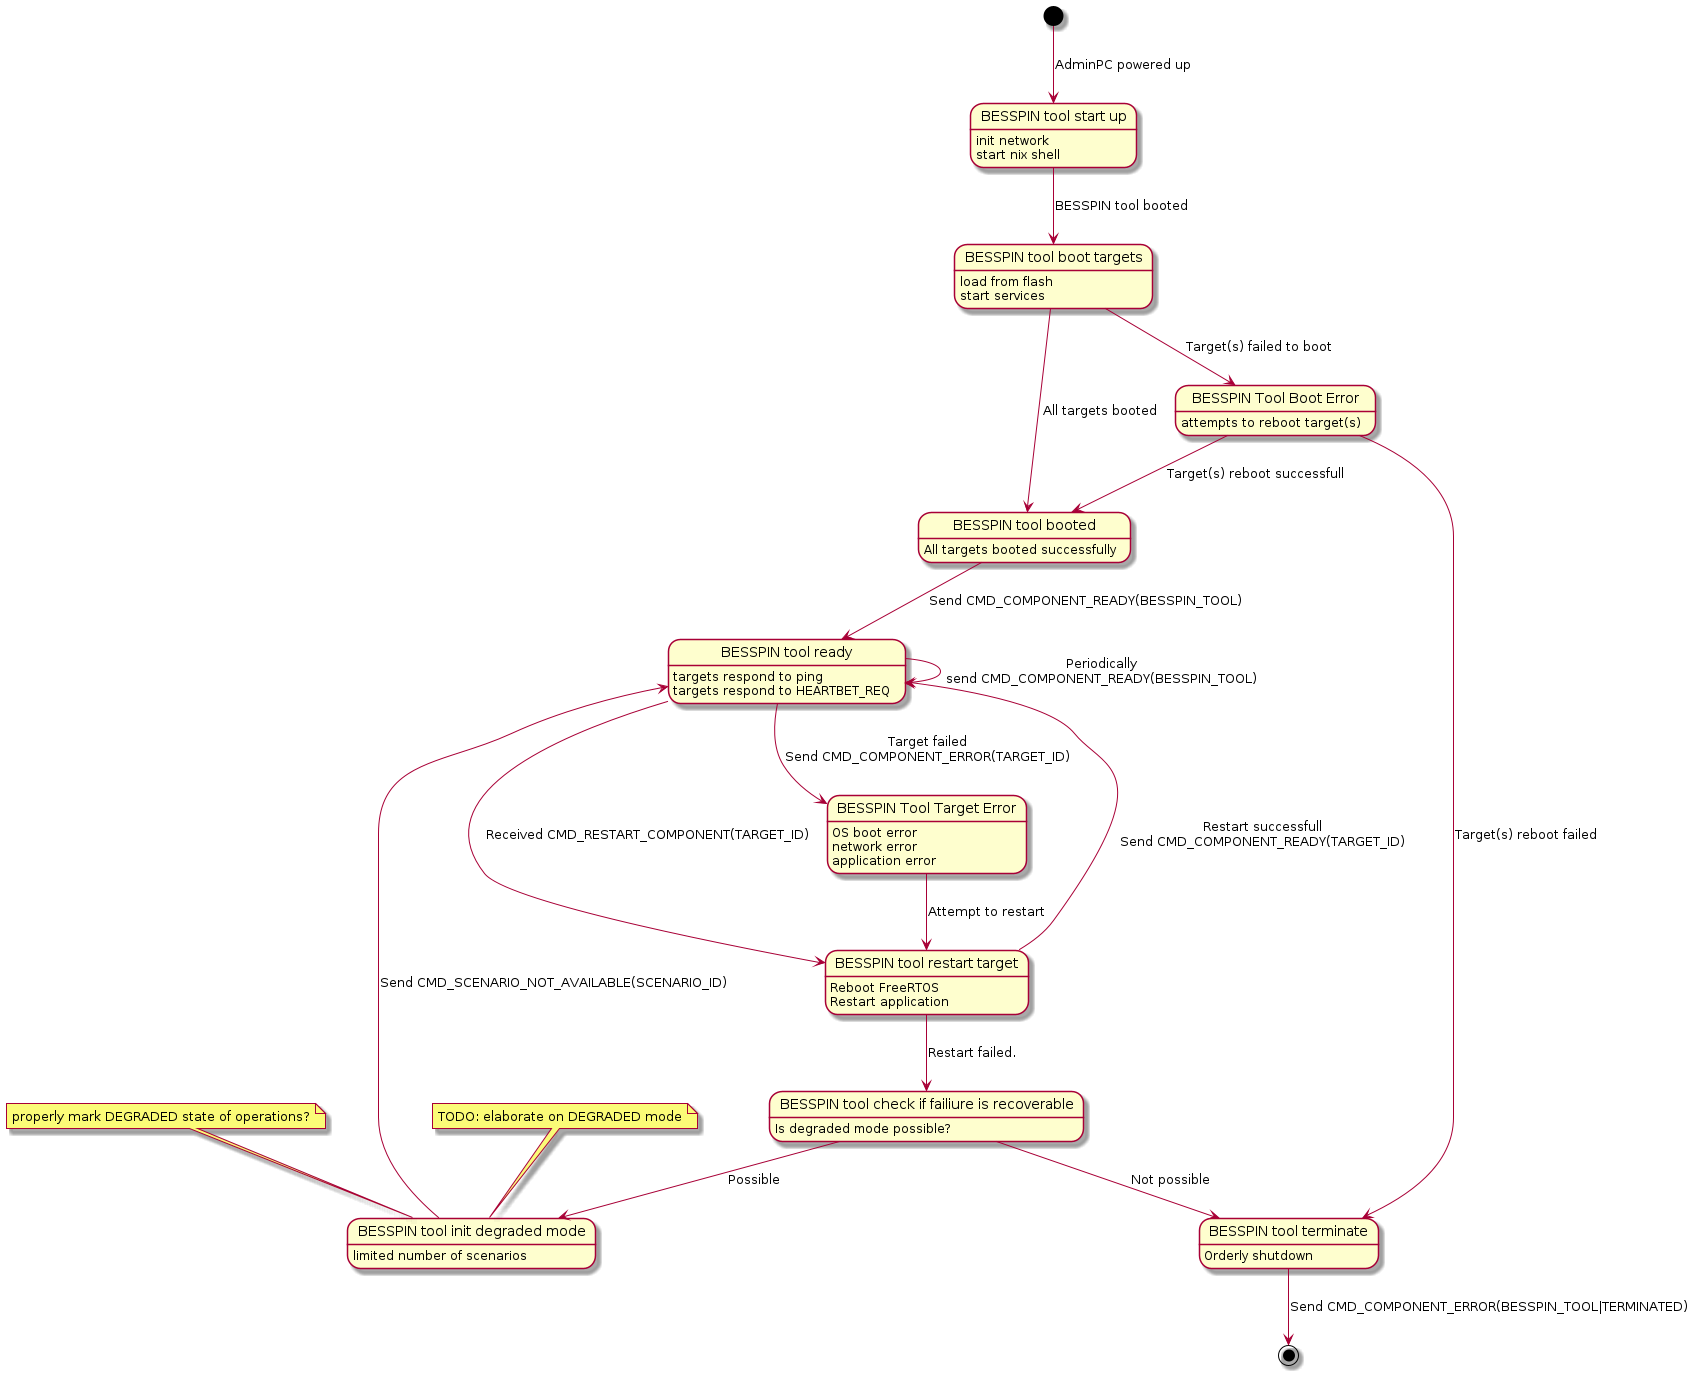 AdminPC powered up
BESSPIN tool start up
init network
start nix shell
BESSPIN tool booted
BESSPIN tool boot targets
load from flash
start services
Target(s) failed to boot
BESSPIN Tool Boot Error
attempts to reboot target(s)
All targets booted
Target(s) reboot successfull
BESSPIN tool booted
All targets booted successfully
Send CMD_COMPONENT_READY(BESSPIN_TOOL)
BESSPIN tool ready
targets respond to ping
targets respond to HEARTBET_REQ
Periodically
send CMD_COMPONENT_READY(BESSPIN_TOOL)
Target failed
Send CMD_COMPONENT_ERROR(TARGET_ID)
BESSPIN Tool Target Error
OS boot error
network error
application error
Received CMD_RESTART_COMPONENT(TARGET_ID)
Restart successfull
Send CMD_COMPONENT_READY(TARGET_ID)
Target(s) reboot failed
Attempt to restart
BESSPIN tool restart target
Reboot FreeRTOS
Restart application
Send CMD_SCENARIO_NOT_AVAILABLE(SCENARIO_ID)
Restart failed.
BESSPIN tool check if failiure is recoverable
Is degraded mode possible?
properly mark DEGRADED state of operations?
TODO: elaborate on DEGRADED mode
Possible
Not possible
BESSPIN tool init degraded mode
limited number of scenarios
BESSPIN tool terminate
Orderly shutdown
Send CMD_COMPONENT_ERROR(BESSPIN_TOOL|TERMINATED)